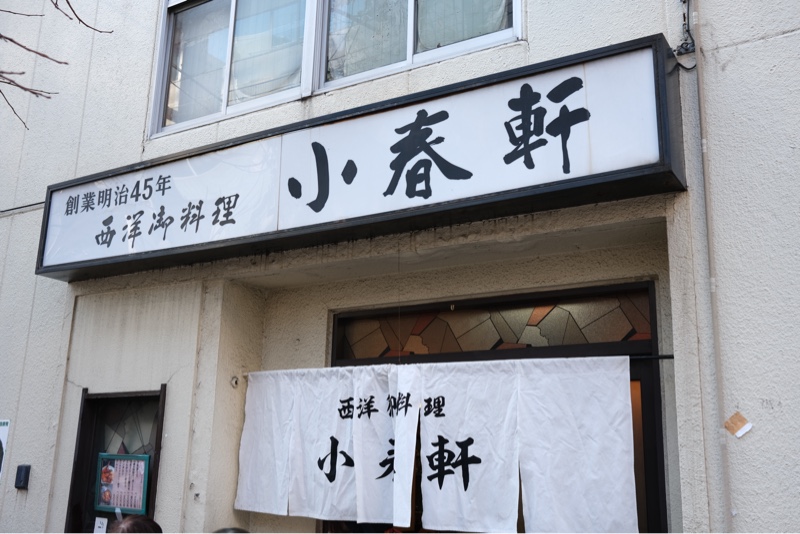 創業明治45年
西洋御料理
小春軒
西洋料理
小春軒